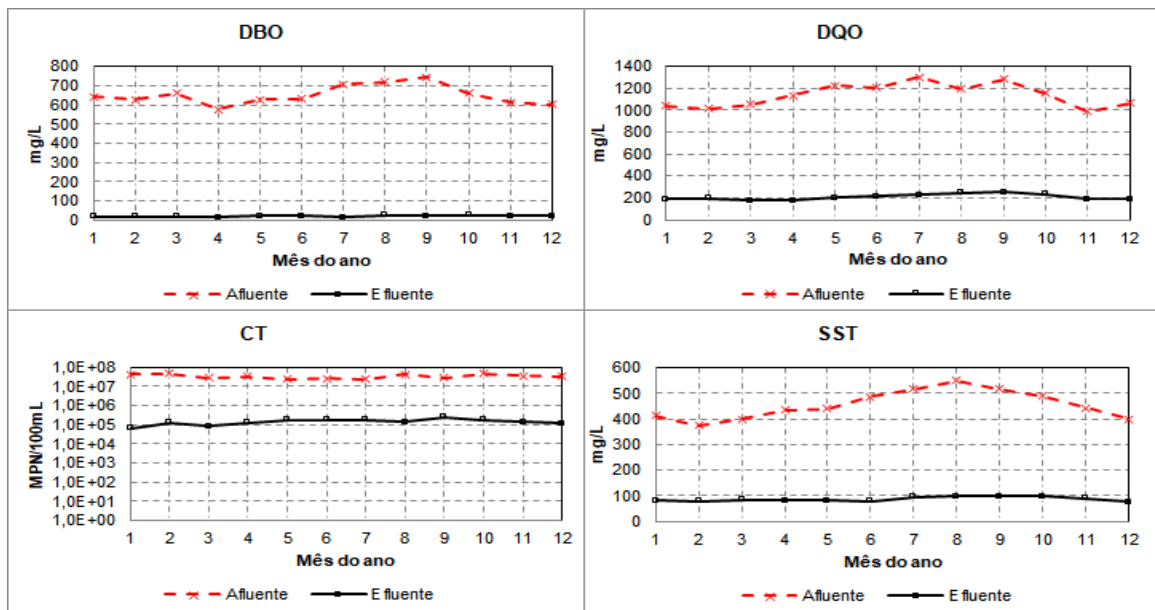 DBO
800
700
600
500
400
300
200
100
0
mg/L
1 2 3 4 5 6 7 8 9 10 11 12
Mês do ano
Afluente Efluente
DQO
1400
1200
1000
800
600
400
200
0
mg/L
1 2 3 4 5 6 7 8 9 10 11 12
Mês do ano
Afluente Efluente
CT
1,0E+08
1,0E+07
1,0E+06
1,0E+05
1,0E+04
1,0E+03
1,0E+02
1,0E+01
1,0E+00
MPN/100mL
1 2 3 4 5 6 7 8 9 10 11 12
Mês do ano
Afluente Efluente
SST
600
500
400
300
200
100
0
mg/L
1 2 3 4 5 6 7 8 9 10 11 12
Mês do ano
Afluente Efluente